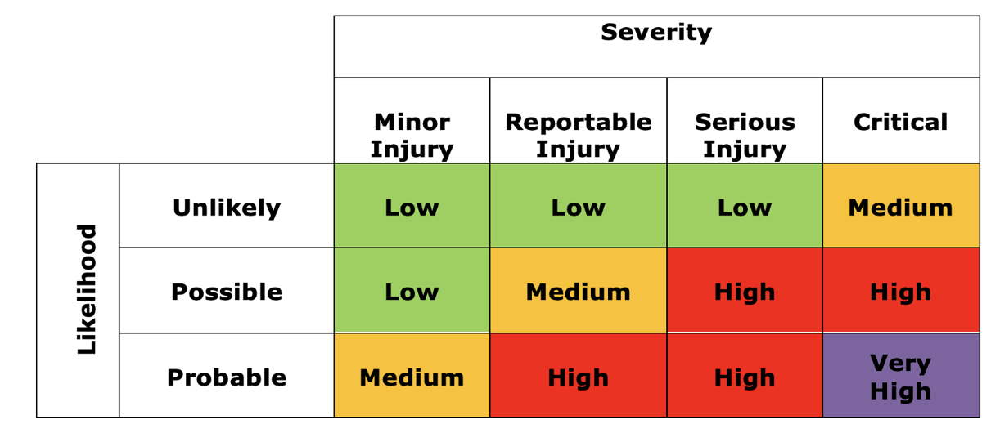 Severity
Minor
Injury
Reportable
Injury
Serious
Injury
Critical
Likelihood
Unlikely
Low
Low
Low
Medium
Possible
Low
Medium
High
High
Probable
Medium
High
High
Very
High